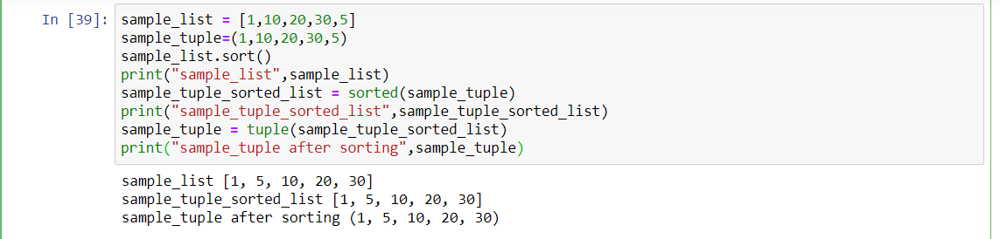 In [39]: sample_list = [1,10,20,30,5]
sample_tuple=(1,10,20,30,5)
sample_list.sort()
print("sample_list",sample_list)
sample_tuple_sorted_list = sorted(sample_tuple)
print("sample_tuple_sorted_list",sample_tuple_sorted_list)
sample_tuple = tuple(sample_tuple_sorted_list)
print("sample_tuple after sorting",sample_tuple)
sample_list [1, 5, 10, 20, 30]
sample_tuple_sorted_list [1, 5, 10, 20, 30]
sample_tuple after sorting (1, 5, 10, 20, 30)